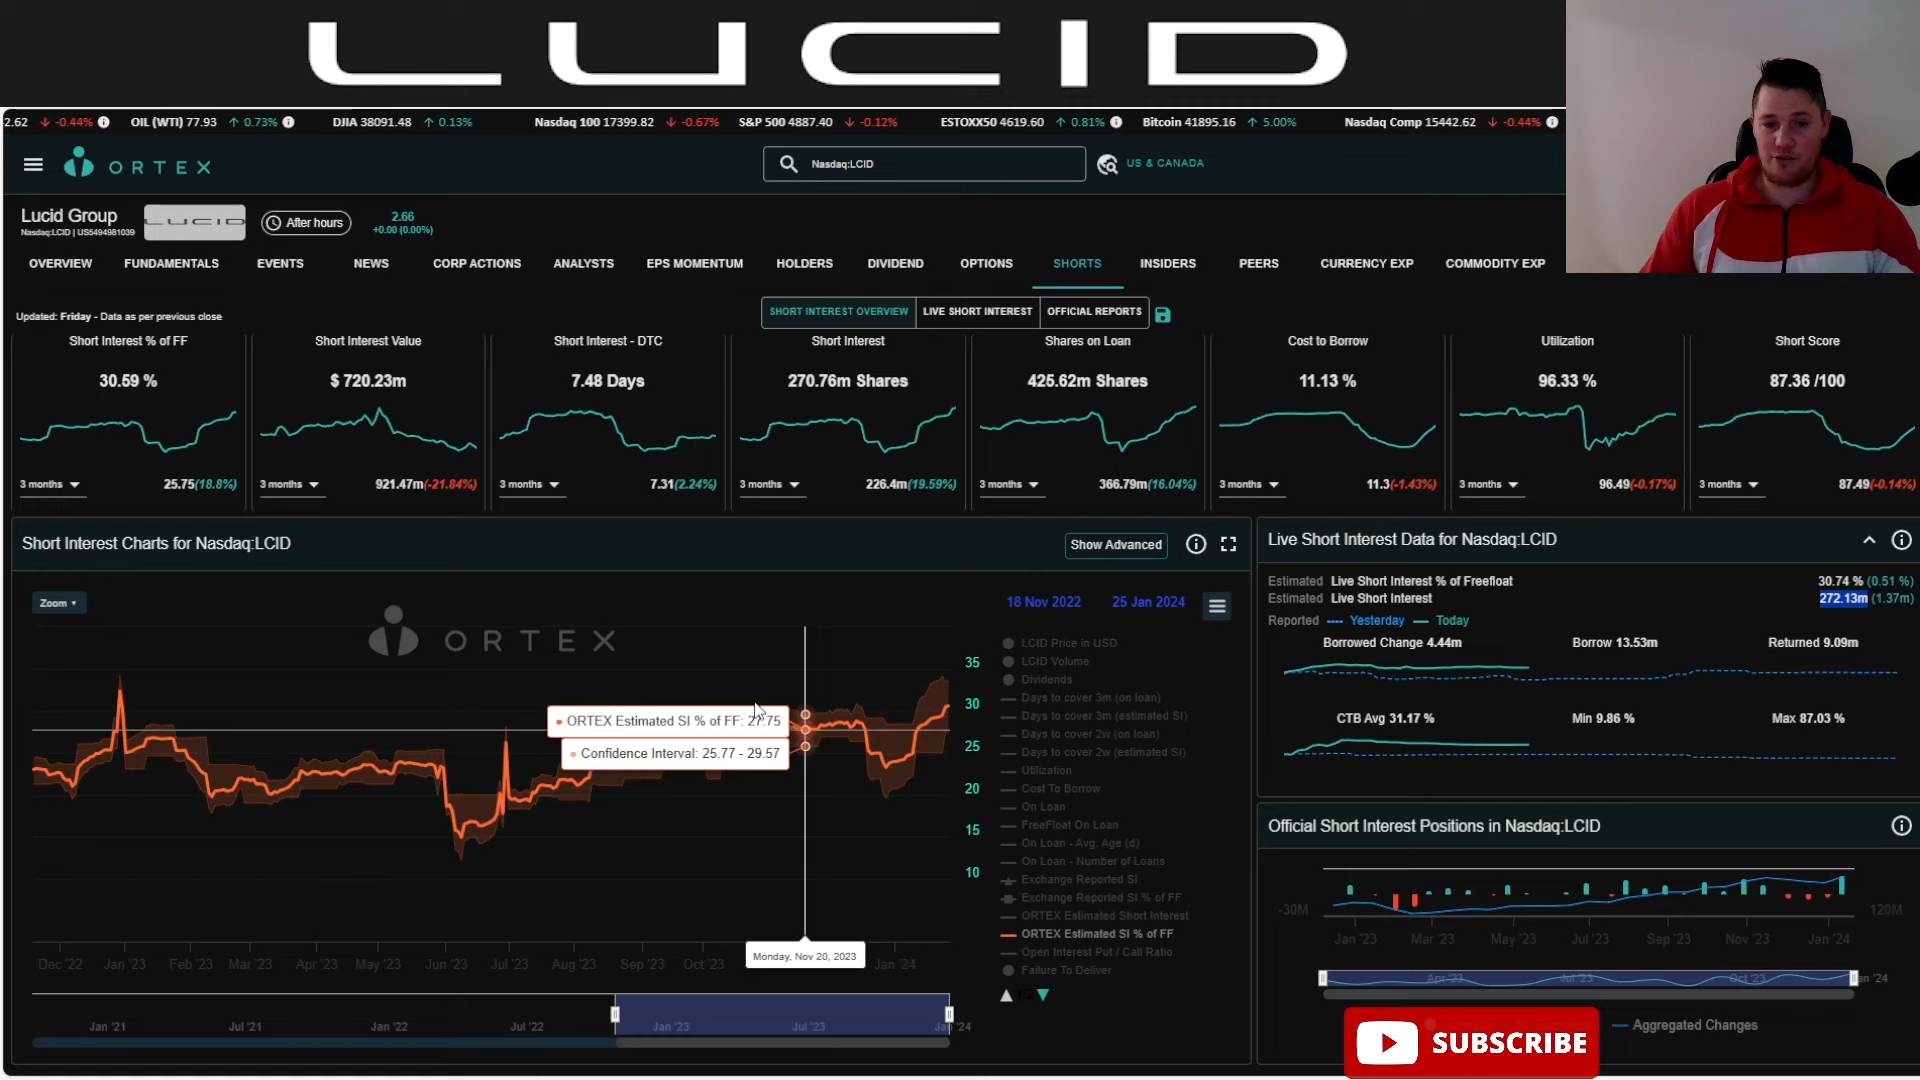 LUCID
2.62 -0.44% OIL (WTI) 77.93 0.73% DJIA 38091.48 0.13% Nasdaq 100 17399.82 -0.67% S&P 500 4887.40 -0.12% ESTOXX50 4619.60 0.81% Bitcoin 41895.16 5.00% Nasdaq Comp 15442.62 -0.44%
ORTEX
Nasdaq:LCID
US & CANADA
Lucid Group
Nasdaq:LCID | US5494981039
LUCID
After hours
2.66
+0.00 (0.00%)
OVERVIEW FUNDAMENTALS EVENTS NEWS CORP ACTIONS ANALYSTS EPS MOMENTUM HOLDERS DIVIDEND OPTIONS SHORTS INSIDERS PEERS CURRENCY EXP COMMODITY EXP
SHORT INTEREST OVERVIEW LIVE SHORT INTEREST OFFICIAL REPORTS
Updated: Friday - Data as per previous close
Short Interest % of FF Short Interest Value Short Interest - DTC Short Interest Shares on Loan Cost to Borrow Utilization Short Score
30.59 % $ 720.23m 7.48 Days 270.76m Shares 425.62m Shares 11.13 % 96.33 % 87.36 /100
3 months 25.75(18.8%) 3 months 921.47m(-21.84%) 3 months 7.31(2.24%) 3 months 226.4m(19.59%) 3 months 366.79m(16.04%) 3 months 11.3(-1.43%) 3 months 96.49(-0.17%) 3 months 87.49(-0.14%)
Short Interest Charts for Nasdaq:LCID
Show Advanced
Zoom
18 Nov 2022 25 Jan 2024
ORTEX
35
30
25
20
15
10
ORTEX Estimated SI % of FF: 27.75
Confidence Interval: 25.77 - 29.57
Monday, Nov 20, 2023
Dec '22 Jan '23 Feb '23 Mar '23 Apr '23 May '23 Jun '23 Jul '23 Aug '23 Sep '23 Oct '23 Jan '24
Jan '21 Jul '21 Jan '22 Jul '22 Jan '23 Jul '23 Jan '24
LCID Price in USD
LCID Volume
Dividends
Days to cover 3m (on loan)
Days to cover 3m (estimated SI)
Days to cover 2w (on loan)
Days to cover 2w (estimated SI)
Utilization
Cost To Borrow
On Loan
FreeFloat On Loan
On Loan - Avg. Age (d)
On Loan - Number of Loans
Exchange Reported SI
Exchange Reported SI % of FF
ORTEX Estimated Short Interest
ORTEX Estimated SI % of FF
Open Interest Put / Call Ratio
Failure To Deliver
Live Short Interest Data for Nasdaq:LCID
Estimated Live Short Interest % of Freefloat 30.74 % (0.51 %)
Estimated Live Short Interest 272.13m (1.37m)
Reported Yesterday Today
Borrowed Change 4.44m Borrow 13.53m Returned 9.09m
CTB Avg 31.17 % Min 9.86 % Max 87.03 %
Official Short Interest Positions in Nasdaq:LCID
-30M 120M
Jan '23 Mar '23 May '23 Jul '23 Sep '23 Nov '23 Jan '24
Apr '23 Jul '23 Oct '23 '24
Aggregated Changes
SUBSCRIBE